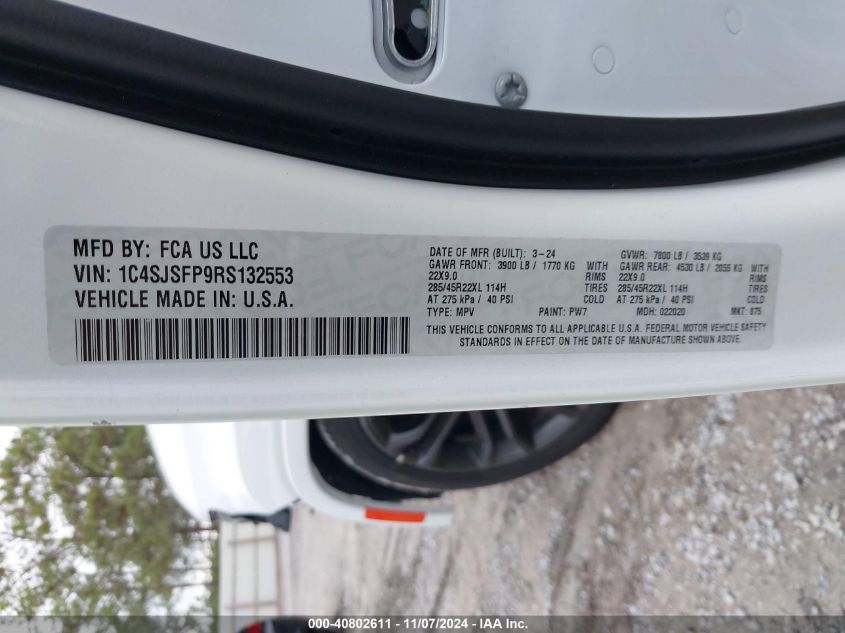 MFD BY: FCA US LLC
VIN: 1C4SJSFP9RS132553
VEHICLE MADE IN: U.S.A.
DATE OF MFR (BUILT): 3-24 GVWR: 7800 LB / 3539 KG
GAWR FRONT: 3900 LB / 1770 KG WITH GAWR REAR: 4530 LB / 2055 KG WITH
22X9.0 RIMS 22X9.0 RIMS
285/45R22XL 114H TIRES 285/45R22XL 114H TIRES
AT 275 kPa / 40 PSI COLD AT 275 kPa / 40 PSI COLD
TYPE: MPV PAINT: PW7 MDH: 022020 MKT: 875
THIS VEHICLE CONFORMS TO ALL APPLICABLE U.S.A. FEDERAL MOTOR VEHICLE SAFETY
STANDARDS IN EFFECT ON THE DATE OF MANUFACTURE SHOWN ABOVE.
000-40802611 - 11/07/2024 - IAA Inc.